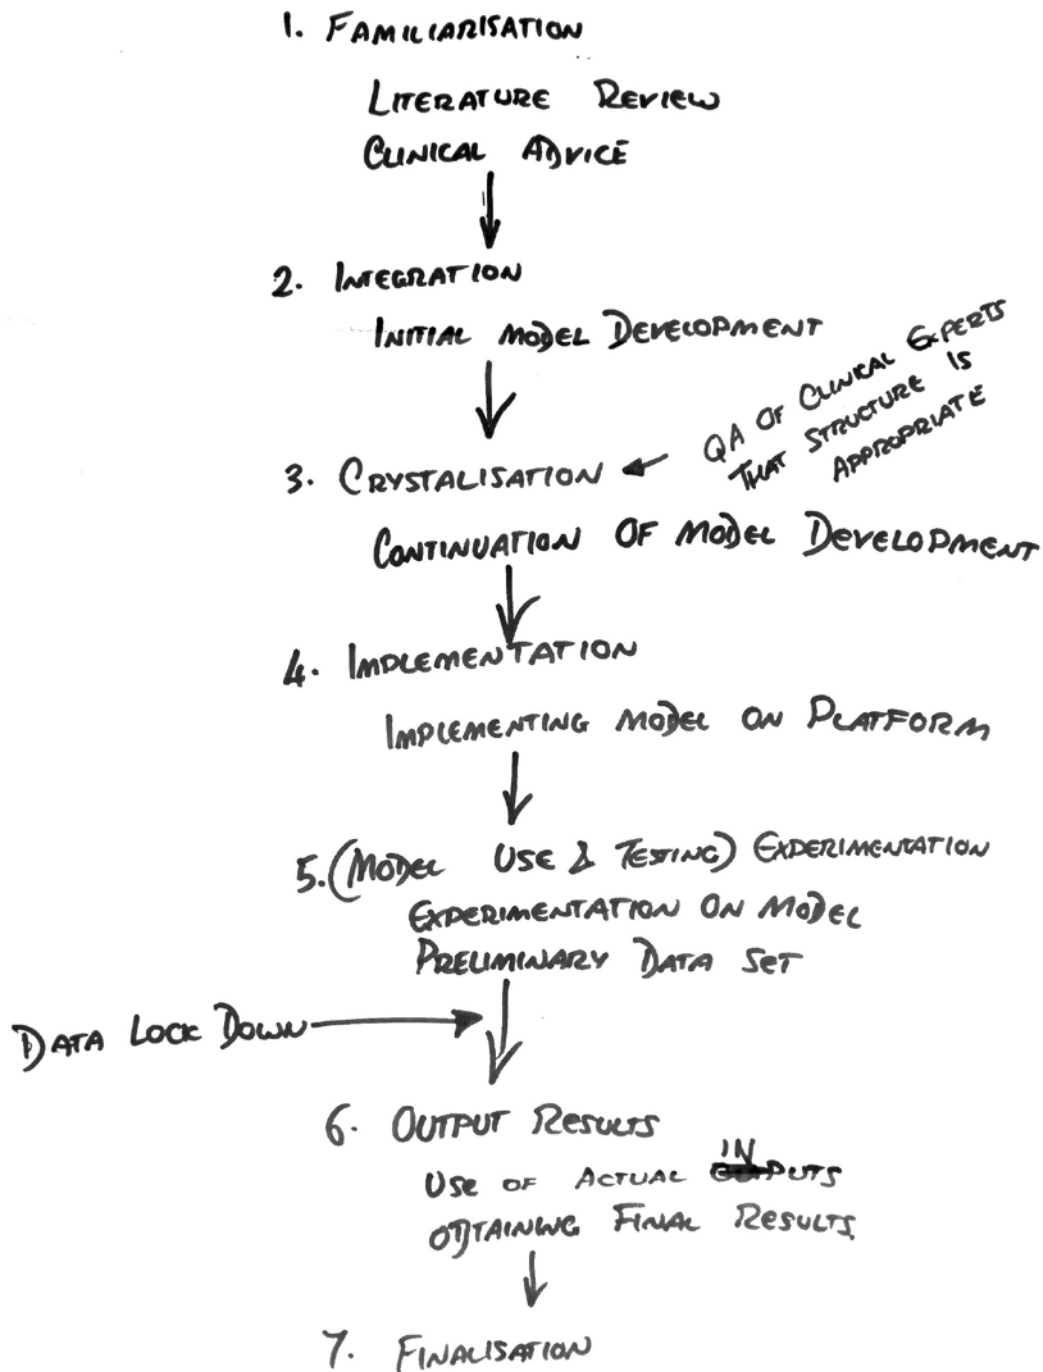 1. FAMILIARISATION
LITERATURE REVIEW
CLINICAL ADVICE
2. INTEGRATION
INITIAL MODEL DEVELOPMENT
QA OF CLINICAL EXPERTS
THAT STRUCTURE IS
APPROPRIATE
3. CRYSTALISATION
CONTINUATION OF MODEL DEVELOPMENT
4. IMPLEMENTATION
IMPLEMENTING MODEL ON PLATFORM
5. (MODEL USE & TESTING) EXPERIMENTATION
EXPERIMENTATION ON MODEL
PRELIMINARY DATA SET
DATA LOCK DOWN
6. OUTPUT RESULTS
USE OF ACTUAL INPUTS
OBTAINING FINAL RESULTS
7. FINALISATION